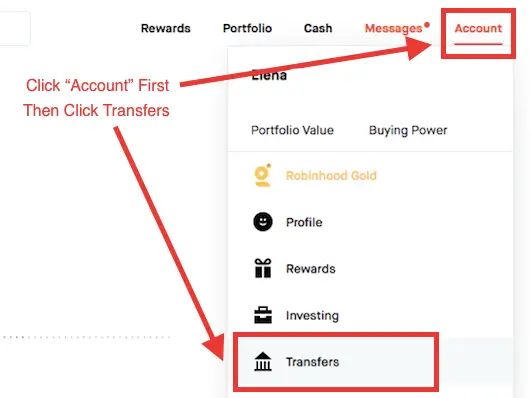 Rewards Portfolio Cash Messages Account
Elena
Click “Account” First
Then Click Transfers
Portfolio Value Buying Power
Robinhood Gold
Profile
Rewards
Investing
Transfers